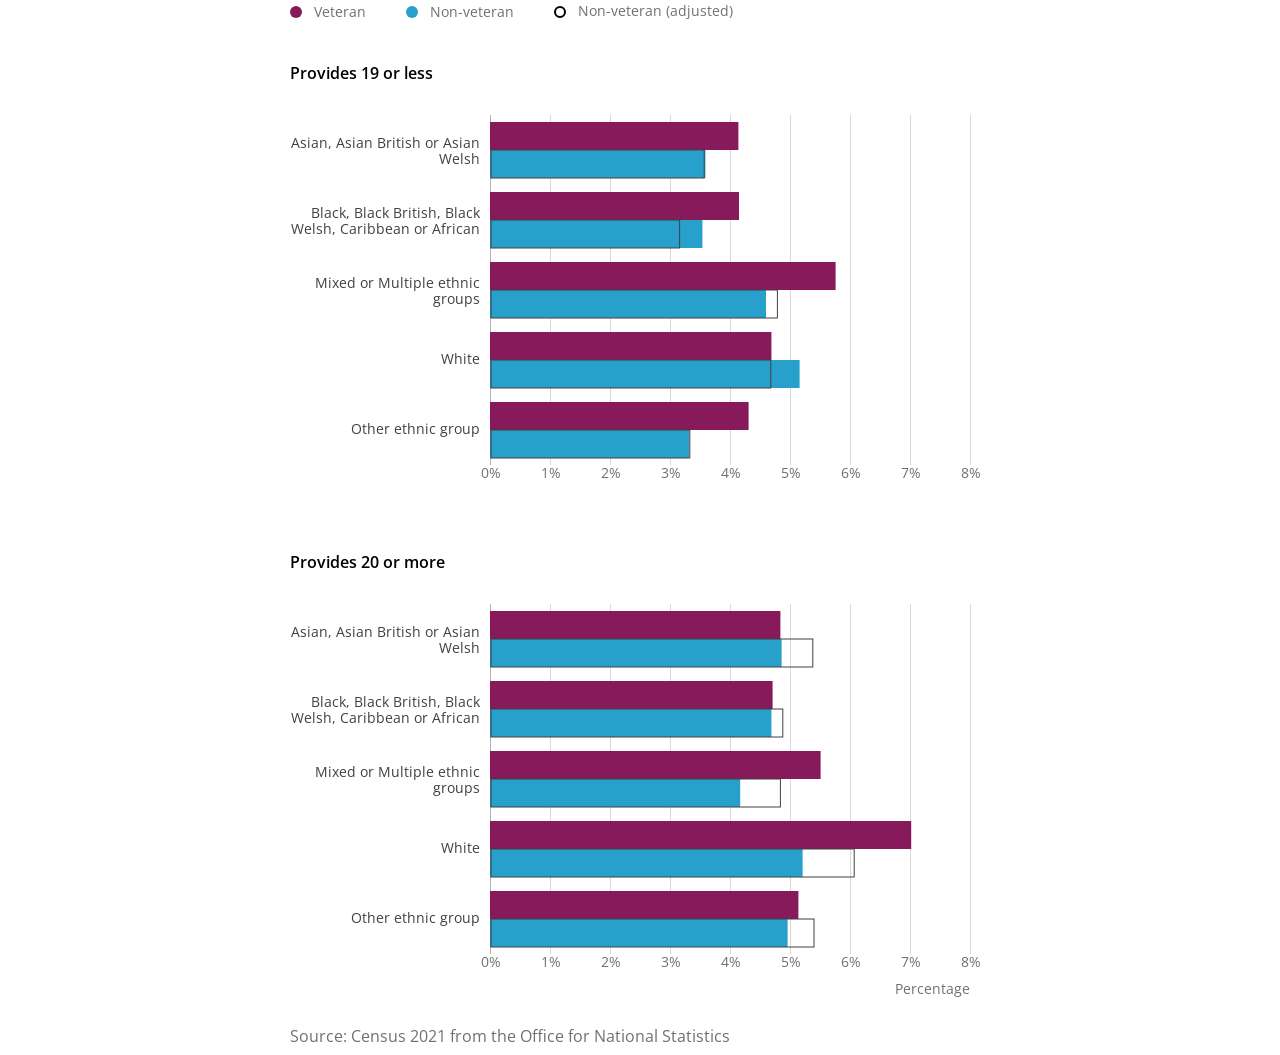 Veteran
Non-veteran
Non-veteran (adjusted)
Provides 19 or less
Asian, Asian British or Asian
Welsh
Black, Black British, Black
Welsh, Caribbean or African
Mixed or Multiple ethnic
groups
White
Other ethnic group
0% 1% 2% 3% 4% 5% 6% 7% 8%
Provides 20 or more
Asian, Asian British or Asian
Welsh
Black, Black British, Black
Welsh, Caribbean or African
Mixed or Multiple ethnic
groups
White
Other ethnic group
0% 1% 2% 3% 4% 5% 6% 7% 8%
Percentage
Source: Census 2021 from the Office for National Statistics